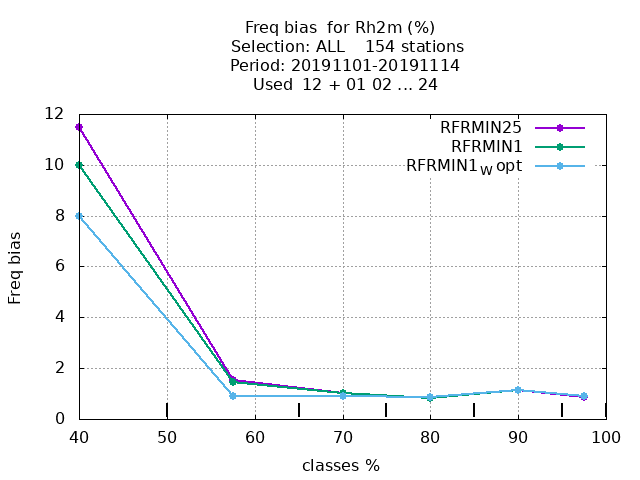 Freq bias  for Rh2m (%)
Selection: ALL    154 stations
Period: 20191101-20191114
Used  12 + 01 02 ... 24
RFRMIN25
RFRMIN1
RFRMIN1W opt
Freq bias
12
10
8
6
4
2
0
40 50 60 70 80 90 100
classes %